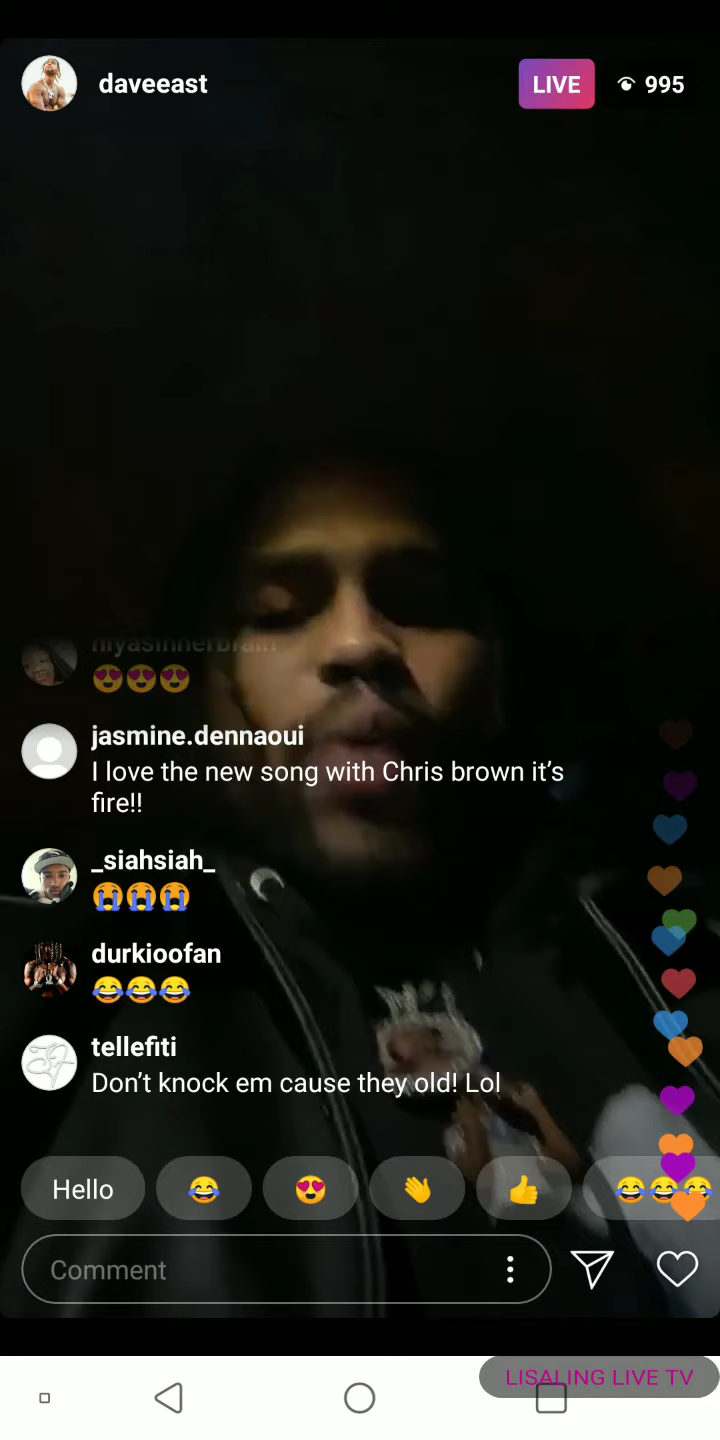 daveeast
LIVE
995
niyasinnerbrain
😍😍😍
jasmine.dennaoui
I love the new song with Chris brown it’s
fire!!
_siahsiah_
😭😭😭
durkioofan
😂😂😂
tellefiti
Don’t knock em cause they old! Lol
Hello
😂
😍
👏
👍
😂😂😂
Comment
LISALING LIVE TV